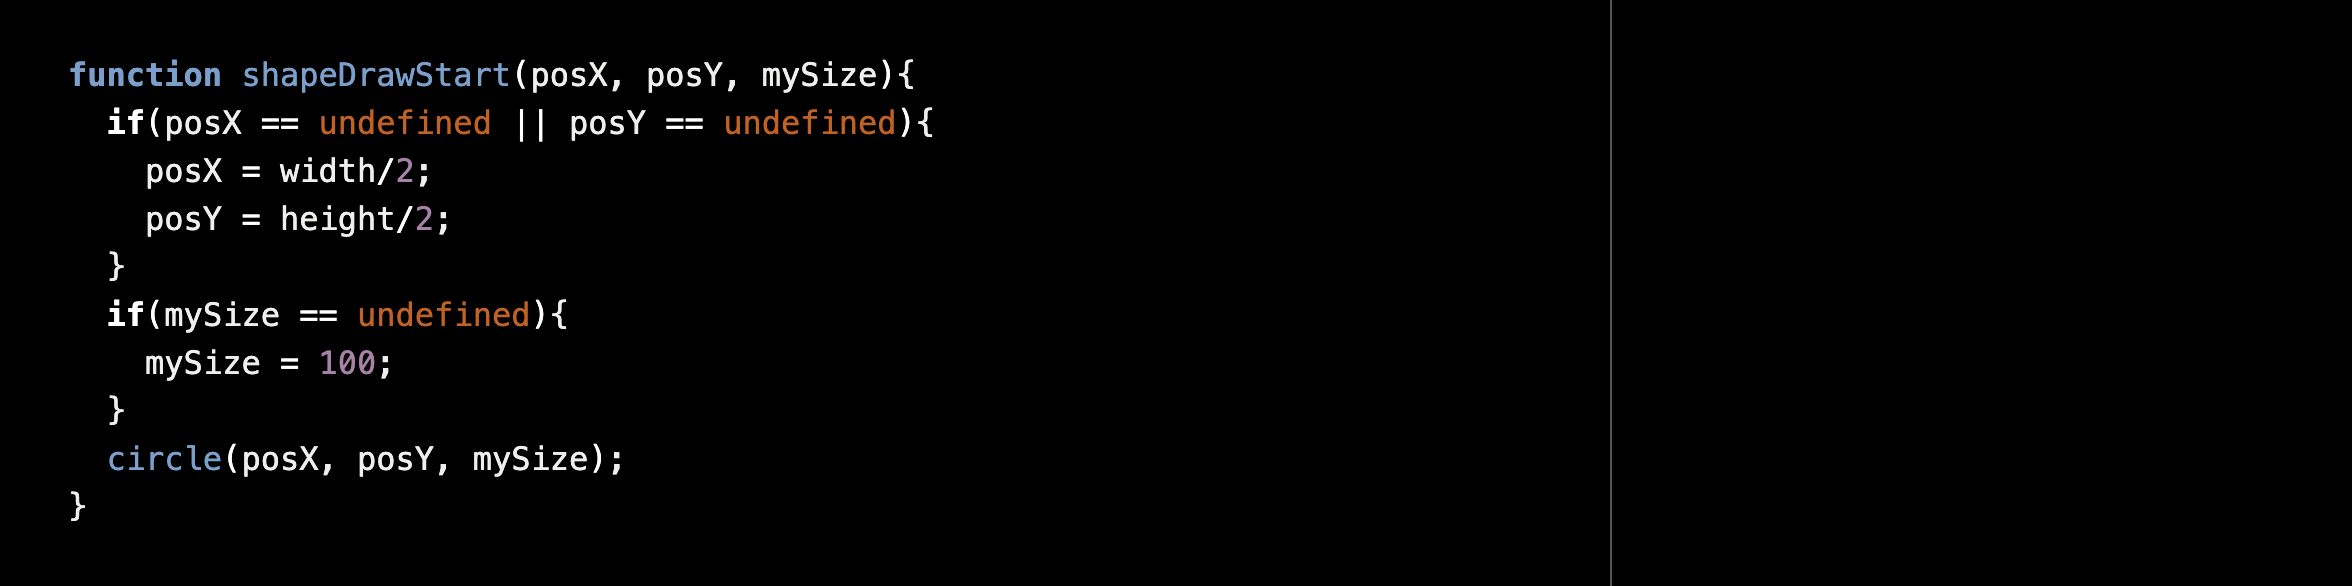 function shapeDrawStart(posX, posY, mySize){
  if(posX == undefined || posY == undefined){
    posX = width/2;
    posY = height/2;
  }
  if(mySize == undefined){
    mySize = 100;
  }
  circle(posX, posY, mySize);
}